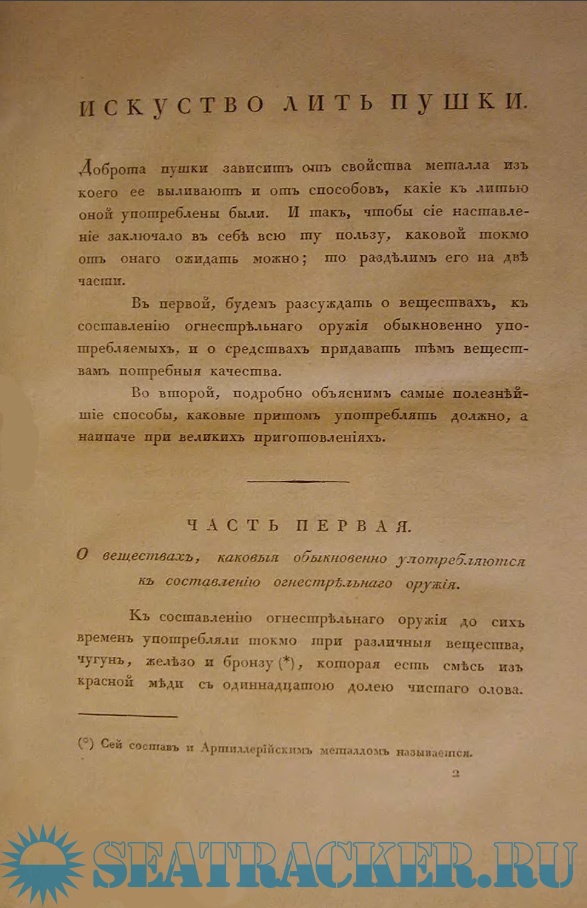 ИСКУСТВО ЛИТЬ ПУШКИ.
Доброта пушки зависитъ отъ свойства металла изъ
коего ее выливаютъ и отъ способовъ, какіе къ литью
оной употреблены были. И такъ, чтобы сіе наставле-
ніе заключало въ себѣ всю ту пользу, каковой токмо
отъ онаго ожидать можно; то раздѣлимъ его на двѣ
части.
Въ первой, будемъ разсуждать о веществахъ, къ
составленію огнестрѣльнаго оружія обыкновенно упо-
требляемыхъ, и о средствахъ придавать тѣмъ вещест-
вамъ потребныя качества.
Во второй, подробно объяснимъ самые полезнѣй-
шіе способы, каковые притомъ употреблять должно, а
наипаче при великихъ приготовленіяхъ.
ЧАСТЬ ПЕРВАЯ.
О веществахъ, каковыя обыкновенно употребляются
къ составленію огнестрѣльнаго оружія.
Къ составленію огнестрѣльнаго оружія до сихъ
временъ употребляли токмо три различныя вещества,
чугунъ, желѣзо и бронзу (*), которая есть смѣсь изъ
красной мѣди съ одиннадцатою долею чистаго олова.
(*) Сей составъ и Артиллерійскимъ металломъ называется.
2
SEATRACKER.RU